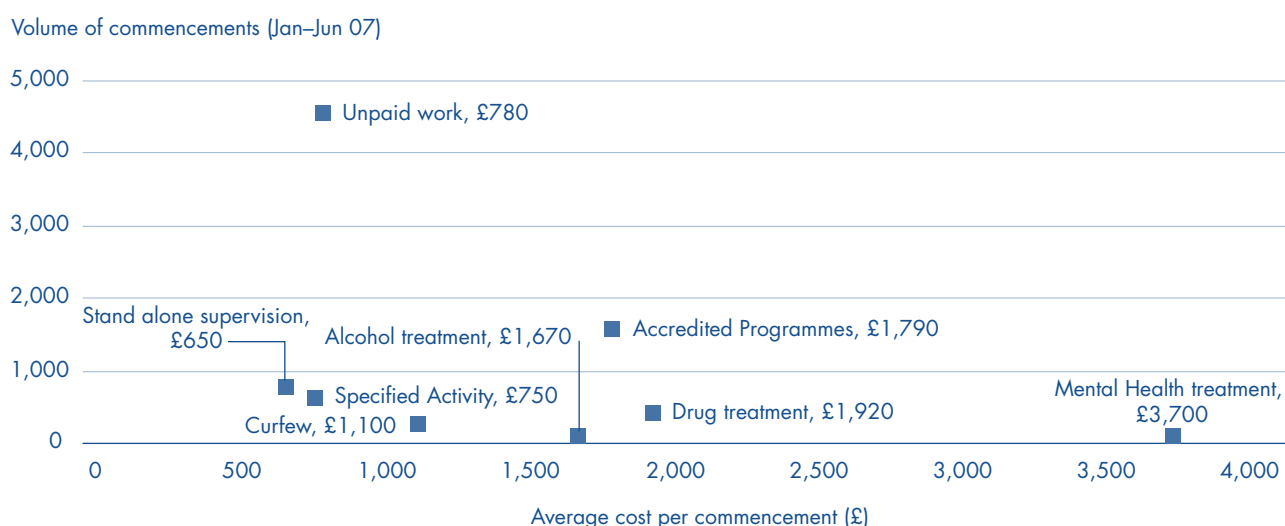 Volume of commencements (Jan–Jun 07)
5,000
Unpaid work, £780
4,000
3,000
2,000
Stand alone supervision,
£650
Alcohol treatment, £1,670
Accredited Programmes, £1,790
1,000
Specified Activity, £750
Mental Health treatment,
£3,700
Drug treatment, £1,920
Curfew, £1,100
0
0 500 1,000 1,500 2,000 2,500 3,000 3,500 4,000
Average cost per commencement (£)